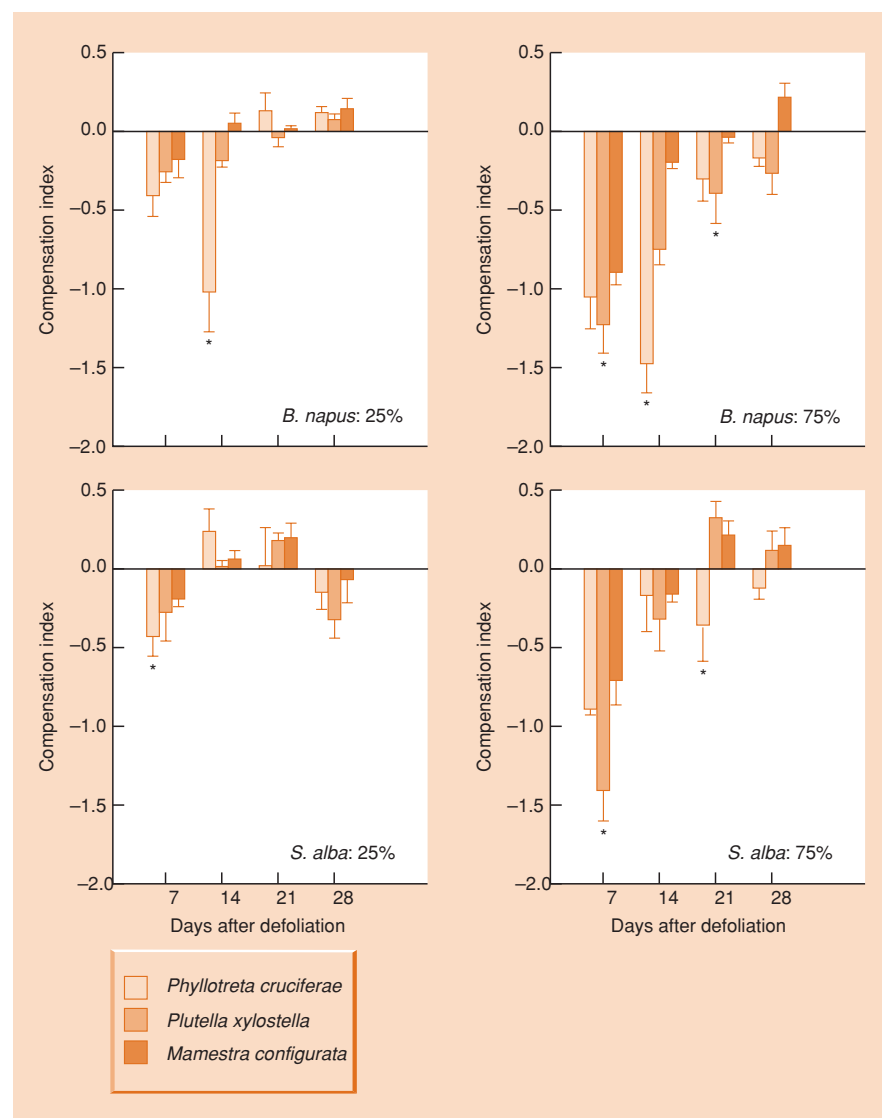 0.5
0.0
–0.5
–1.0
–1.5
–2.0
Compensation index
*
B. napus: 25%
0.5
0.0
–0.5
–1.0
–1.5
–2.0
Compensation index
*
*
*
B. napus: 75%
0.5
0.0
–0.5
–1.0
–1.5
–2.0
Compensation index
*
S. alba: 25%
7 14 21 28
Days after defoliation
0.5
0.0
–0.5
–1.0
–1.5
–2.0
Compensation index
*
*
S. alba: 75%
7 14 21 28
Days after defoliation
Phyllotreta cruciferae
Plutella xylostella
Mamestra configurata